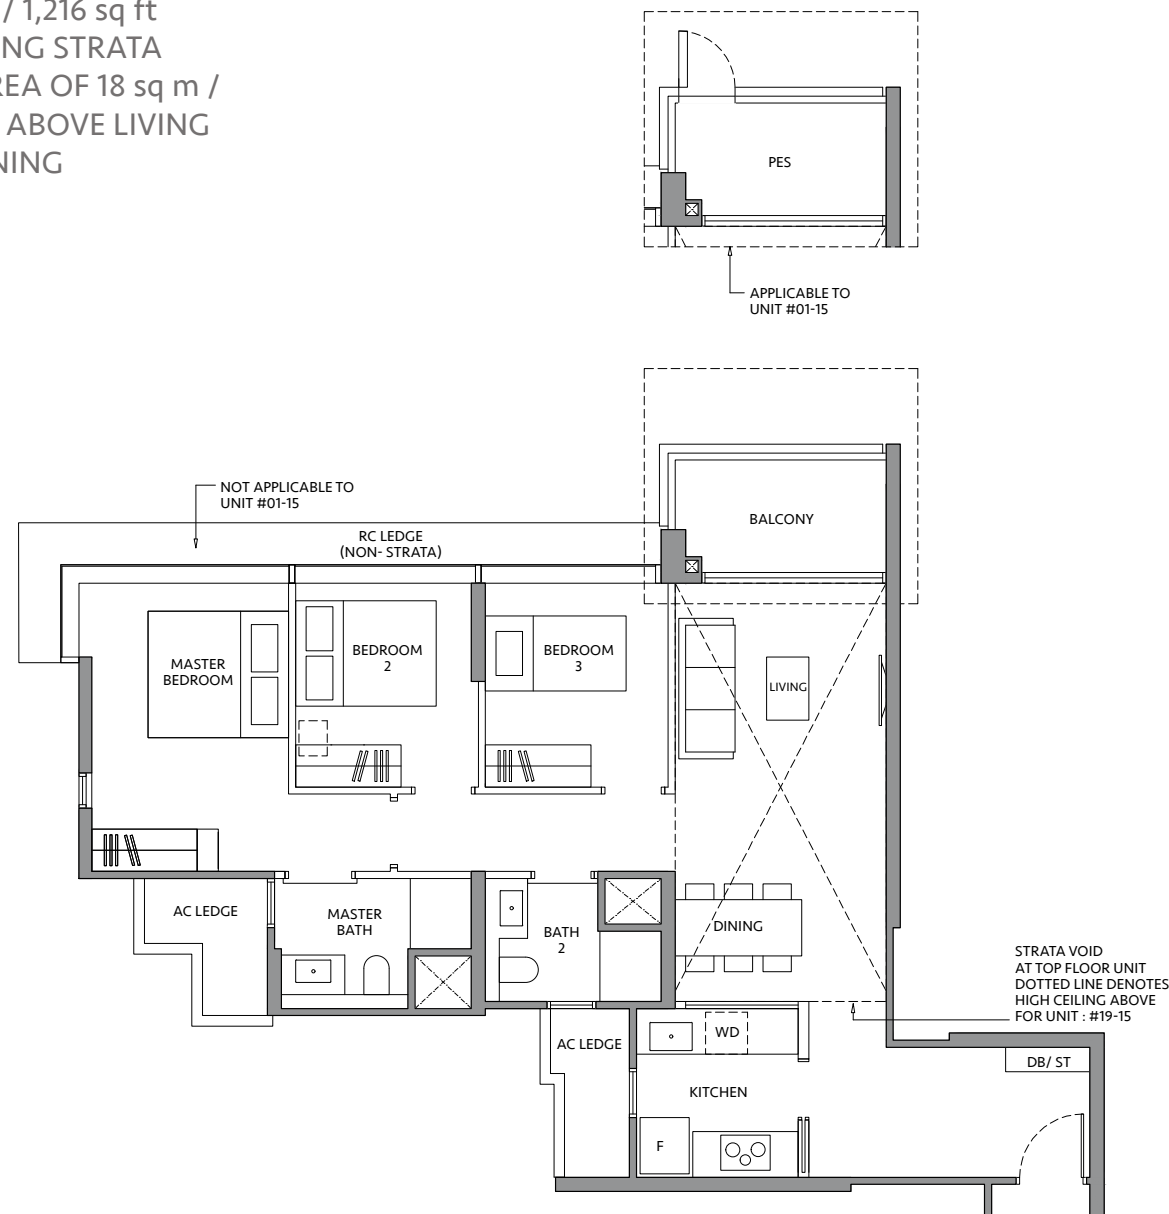 / 1,216 sq ft
NG STRATA
REA OF 18 sq m /
ABOVE LIVING
NING
PES
APPLICABLE TO
UNIT #01-15
NOT APPLICABLE TO
UNIT #01-15
RC LEDGE
(NON- STRATA)
BALCONY
MASTER
BEDROOM
BEDROOM
2
BEDROOM
3
LIVING
AC LEDGE
MASTER
BATH
BATH
2
DINING
STRATA VOID
AT TOP FLOOR UNIT
DOTTED LINE DENOTES
HIGH CEILING ABOVE
FOR UNIT : #19-15
AC LEDGE
WD
DB/ ST
KITCHEN
F